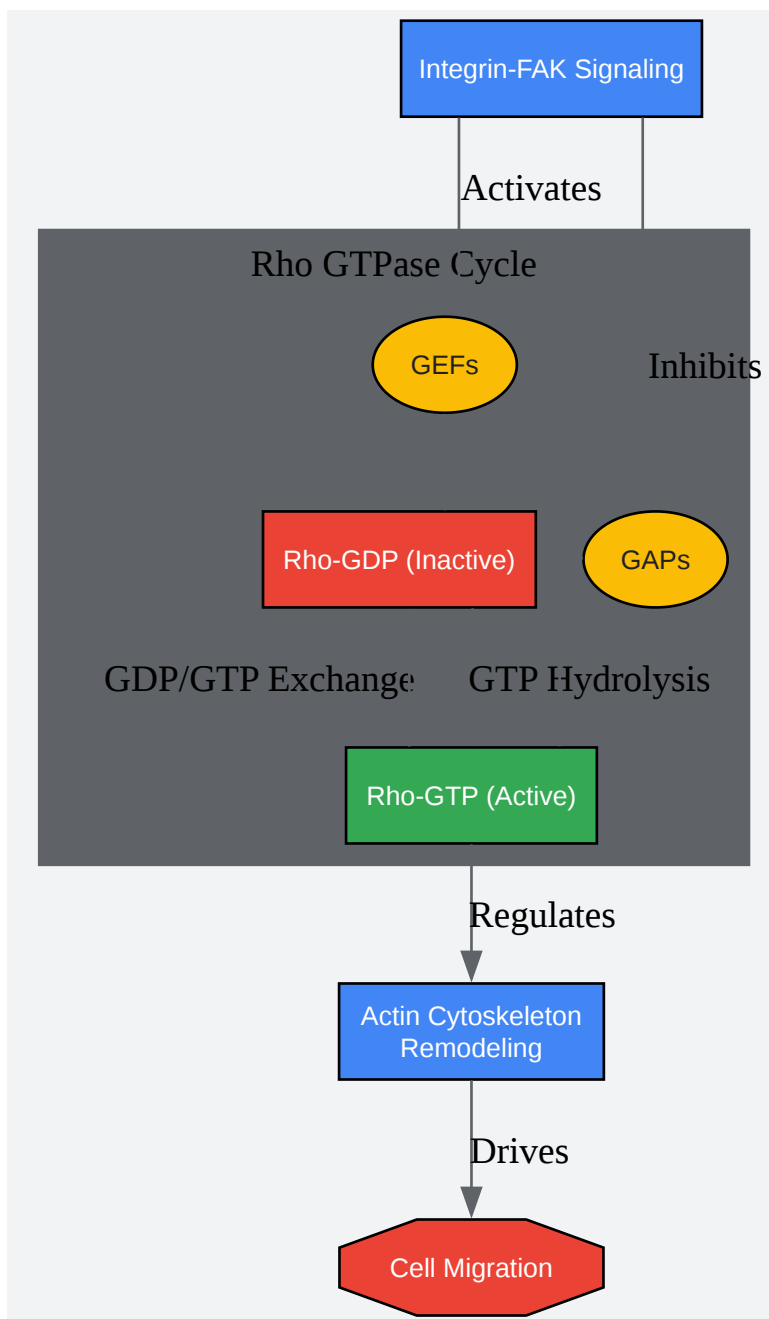 Integrin-FAK Signaling
Activates
Rho GTPase Cycle
GEFs
Inhibits
Rho-GDP (Inactive)
GAPs
GDP/GTP Exchange
GTP Hydrolysis
Rho-GTP (Active)
Regulates
Actin Cytoskeleton
Remodeling
Drives
Cell Migration